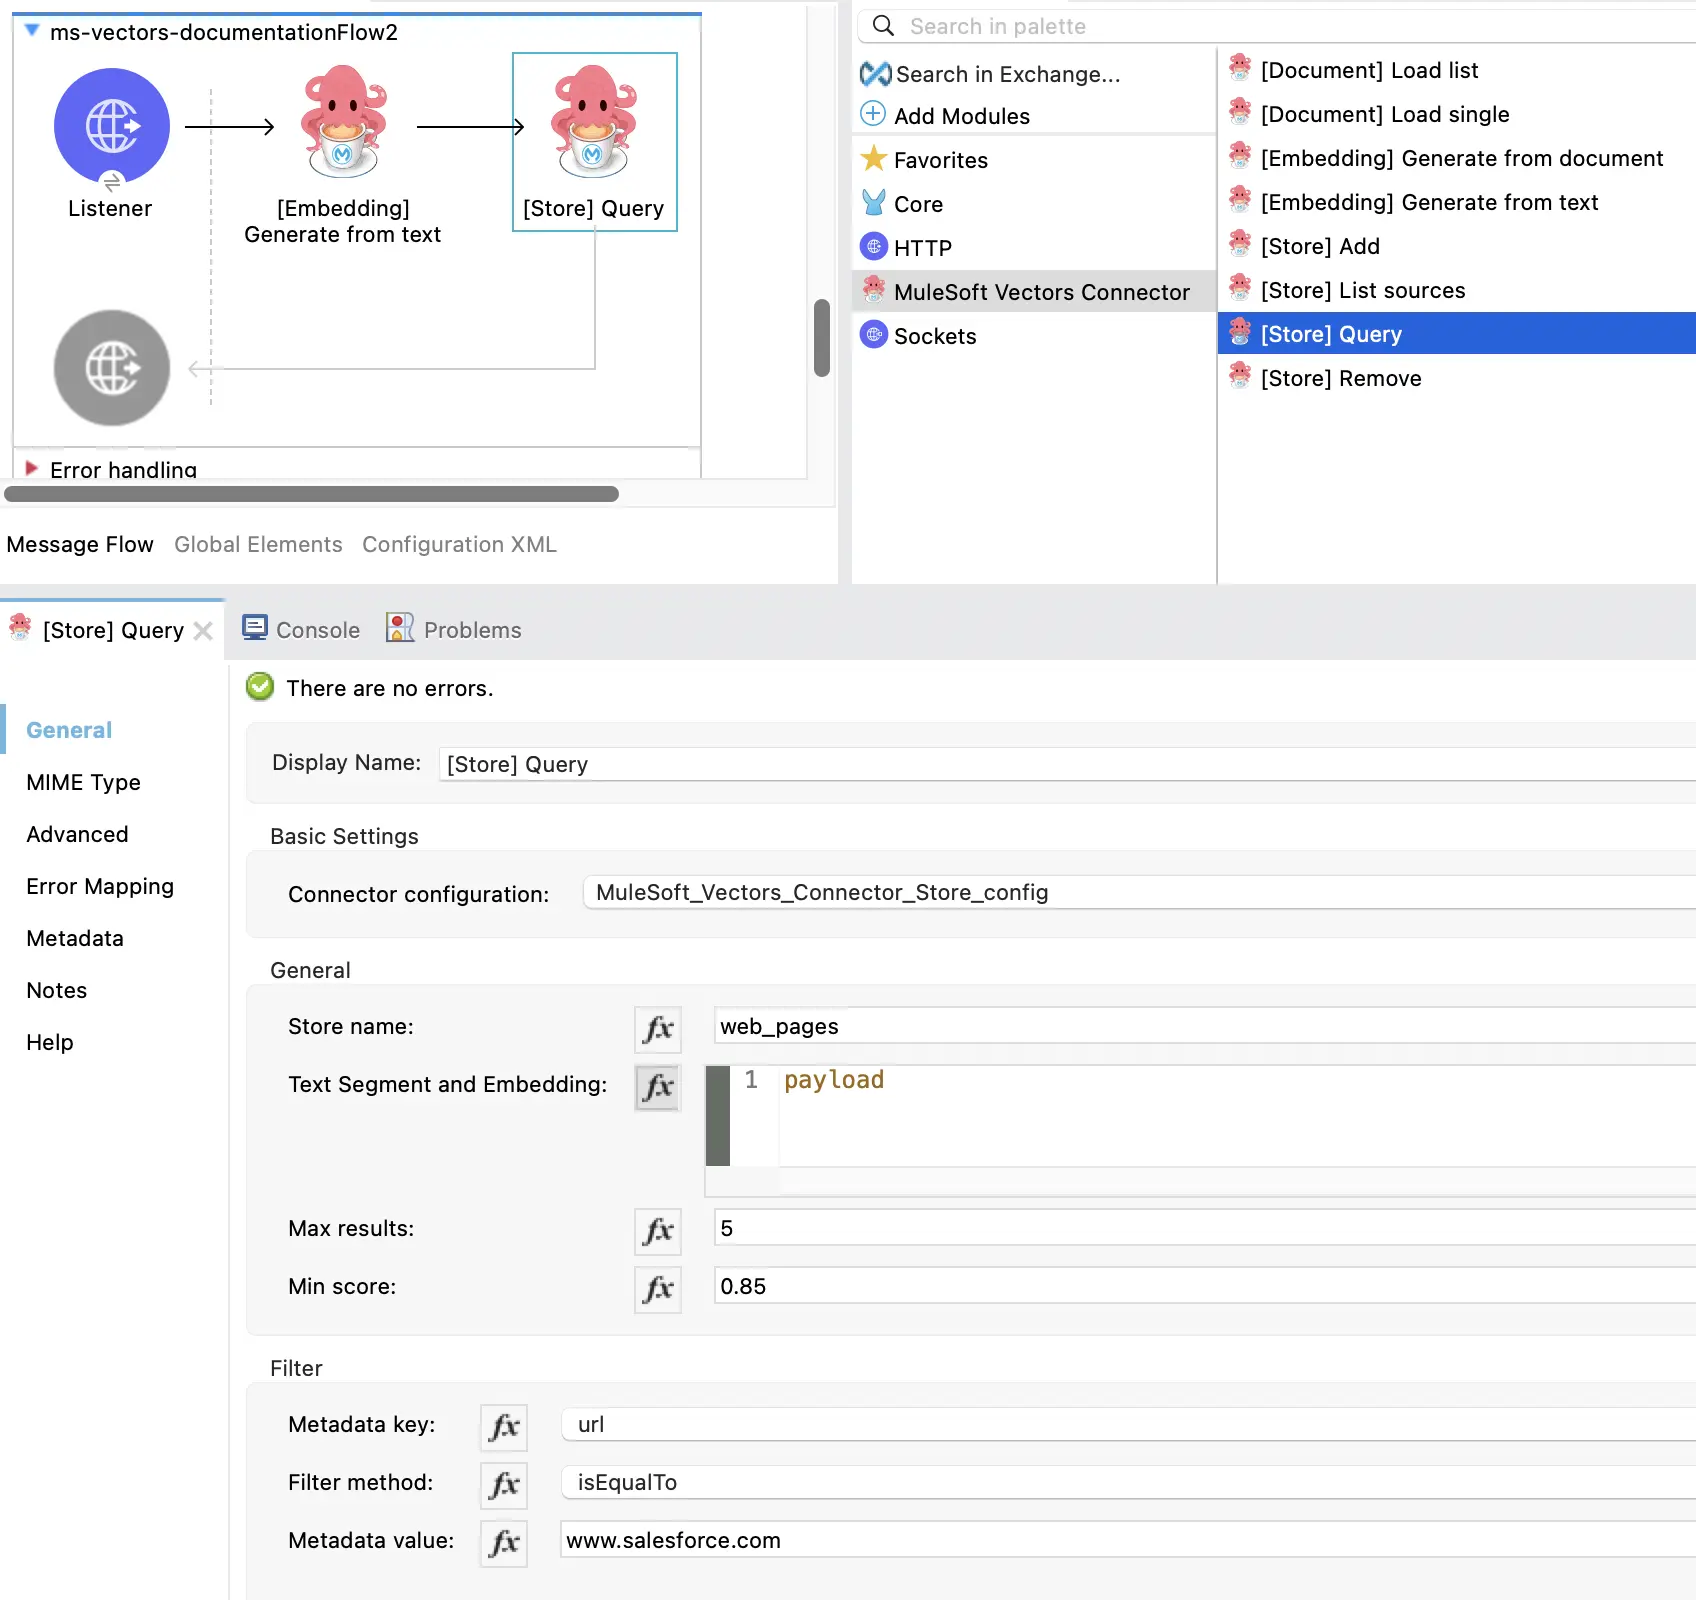 ms-vectors-documentationFlow2
Listener
[Embedding]
Generate from text
[Store] Query
Error handling
Message Flow
Global Elements
Configuration XML
Search in palette
Search in Exchange...
Add Modules
Favorites
Core
HTTP
MuleSoft Vectors Connector
Sockets
[Document] Load list
[Document] Load single
[Embedding] Generate from document
[Embedding] Generate from text
[Store] Add
[Store] List sources
[Store] Query
[Store] Remove
[Store] Query
Console
Problems
General
MIME Type
Advanced
Error Mapping
Metadata
Notes
Help
There are no errors.
Display Name: [Store] Query
Basic Settings
Connector configuration: MuleSoft_Vectors_Connector_Store_config
General
Store name: fx web_pages
Text Segment and Embedding: fx 1 payload
Max results: fx 5
Min score: fx 0.85
Filter
Metadata key: fx url
Filter method: fx isEqualTo
Metadata value: fx www.salesforce.com